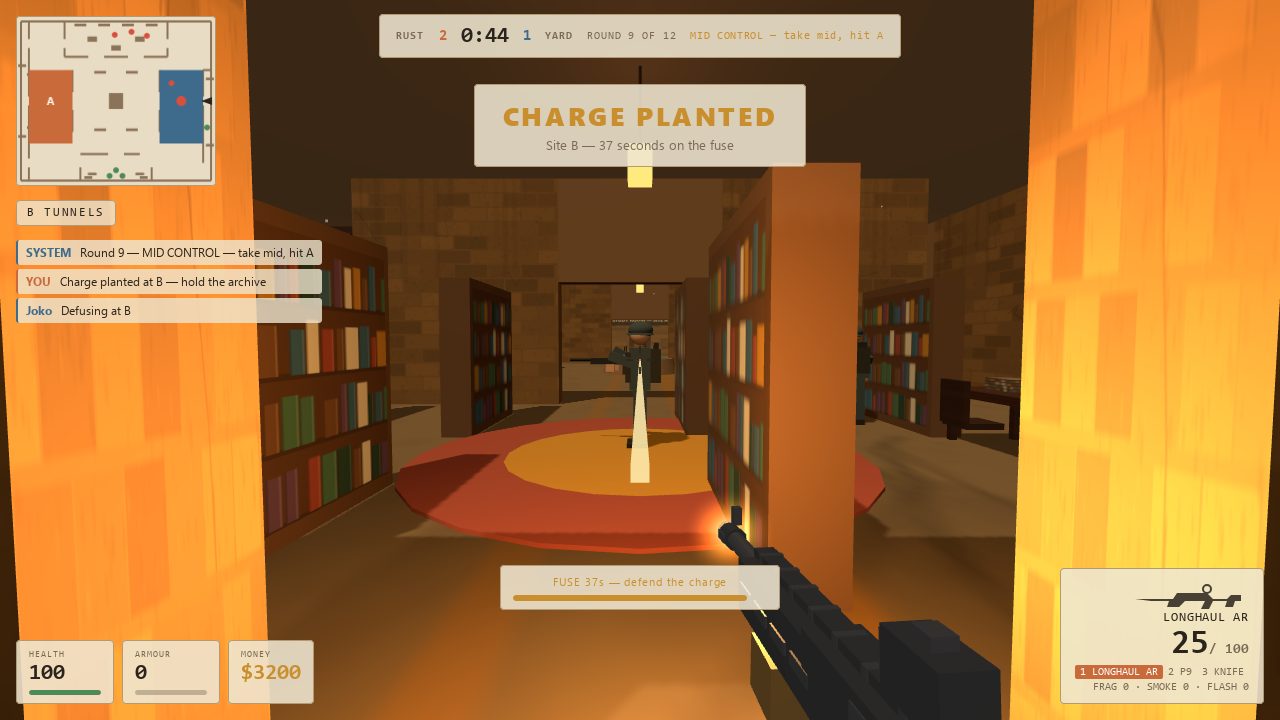 RUST 2 0:44 1 YARD ROUND 9 OF 12 MID CONTROL — take mid, hit A
CHARGE PLANTED
Site B — 37 seconds on the fuse
A
B TUNNELS
SYSTEM Round 9 — MID CONTROL — take mid, hit A
YOU Charge planted at B — hold the archive
Joko Defusing at B
FUSE 37s — defend the charge
HEALTH
100
ARMOUR
0
MONEY
$3200
LONGHAUL AR
25 / 100
1 LONGHAUL AR 2 P9 3 KNIFE
FRAG 0 · SMOKE 0 · FLASH 0